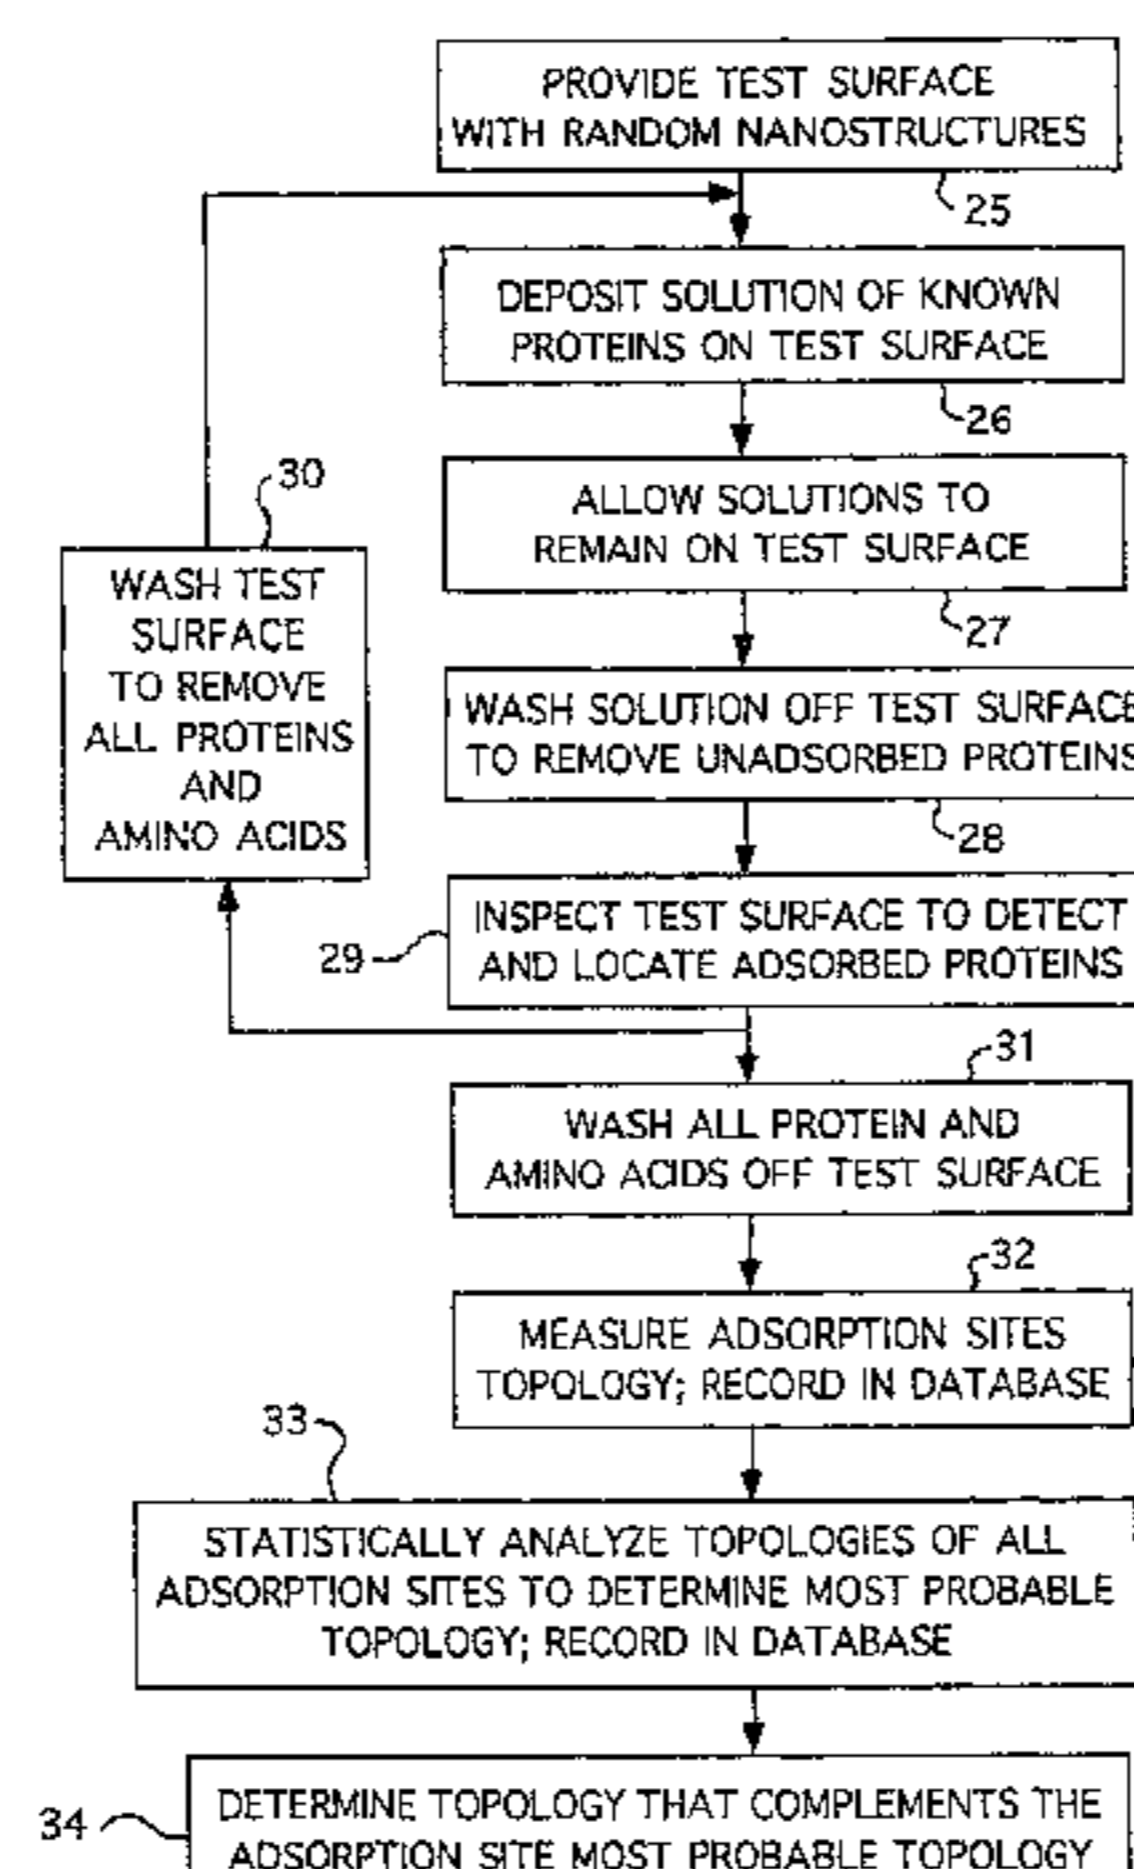 PROVIDE TEST SURFACE
WITH RANDOM NANOSTRUCTURES
25
DEPOSIT SOLUTION OF KNOWN
PROTEINS ON TEST SURFACE
26
ALLOW SOLUTIONS TO
REMAIN ON TEST SURFACE
27
30
WASH TEST
SURFACE
TO REMOVE
ALL PROTEINS
AND
AMINO ACIDS
WASH SOLUTION OFF TEST SURFACE
TO REMOVE UNADSORBED PROTEINS
28
INSPECT TEST SURFACE TO DETECT
AND LOCATE ADSORBED PROTEINS
29
31
WASH ALL PROTEIN AND
AMINO ACIDS OFF TEST SURFACE
32
MEASURE ADSORPTION SITES
TOPOLOGY; RECORD IN DATABASE
33
STATISTICALLY ANALYZE TOPOLOGIES OF ALL
ADSORPTION SITES TO DETERMINE MOST PROBABLE
TOPOLOGY; RECORD IN DATABASE
34
DETERMINE TOPOLOGY THAT COMPLEMENTS THE
ADSORPTION SITE MOST PROBABLE TOPOLOGY